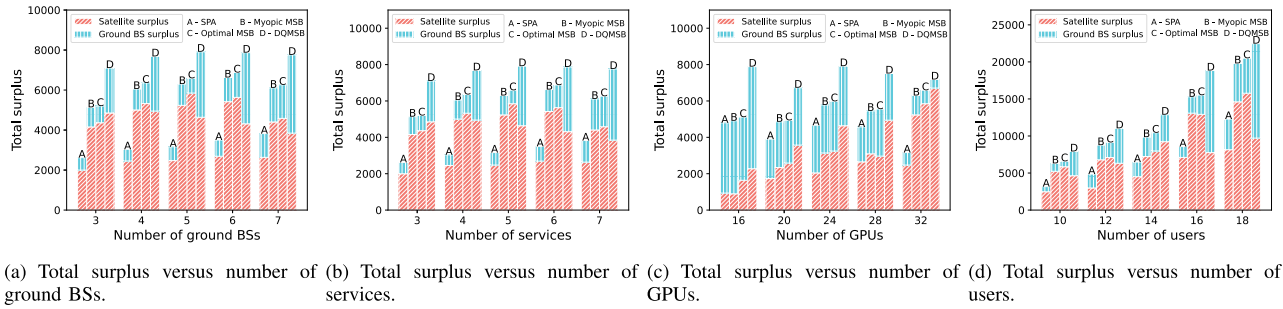 10000
8000
6000
4000
2000
0
Total surplus
Satellite surplus
Ground BS surplus
A – SPA
B – Myopic MSB
C – Optimal MSB
D – DQMSB
A B C D
A B C D
A B C D
A B C D
A B C D
3 4 5 6 7
Number of ground BSs
10000
8000
6000
4000
2000
0
Total surplus
Satellite surplus
Ground BS surplus
A – SPA
B – Myopic MSB
C – Optimal MSB
D – DQMSB
A B C D
A B C D
A B C D
A B C D
A B C D
3 4 5 6 7
Number of services
10000
8000
6000
4000
2000
0
Total surplus
Satellite surplus
Ground BS surplus
A – SPA
B – Myopic MSB
C – Optimal MSB
D – DQMSB
A B C D
A B C D
A B C D
A B C D
A B C D
16 20 24 28 32
Number of GPUs
25000
20000
15000
10000
5000
0
Total surplus
Satellite surplus
Ground BS surplus
A – SPA
B – Myopic MSB
C – Optimal MSB
D – DQMSB
A B C D
A B C D
A B C D
A B C D
A B C D
10 12 14 16 18
Number of users
(a) Total surplus versus number of
ground BSs.
(b) Total surplus versus number of
services.
(c) Total surplus versus number of
GPUs.
(d) Total surplus versus number of
users.